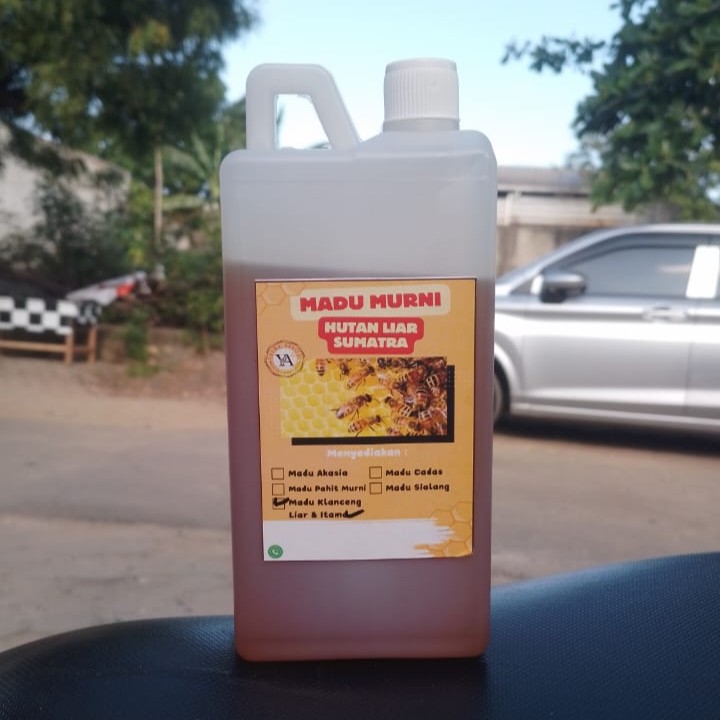 MADU MURNI
HUTAN LIAR
SUMATRA
YA
Menyediakan :
Madu Akasia
Madu Cadas
Madu Pahit Murni
Madu Sialang
Madu Klanceng
Liar & Itama